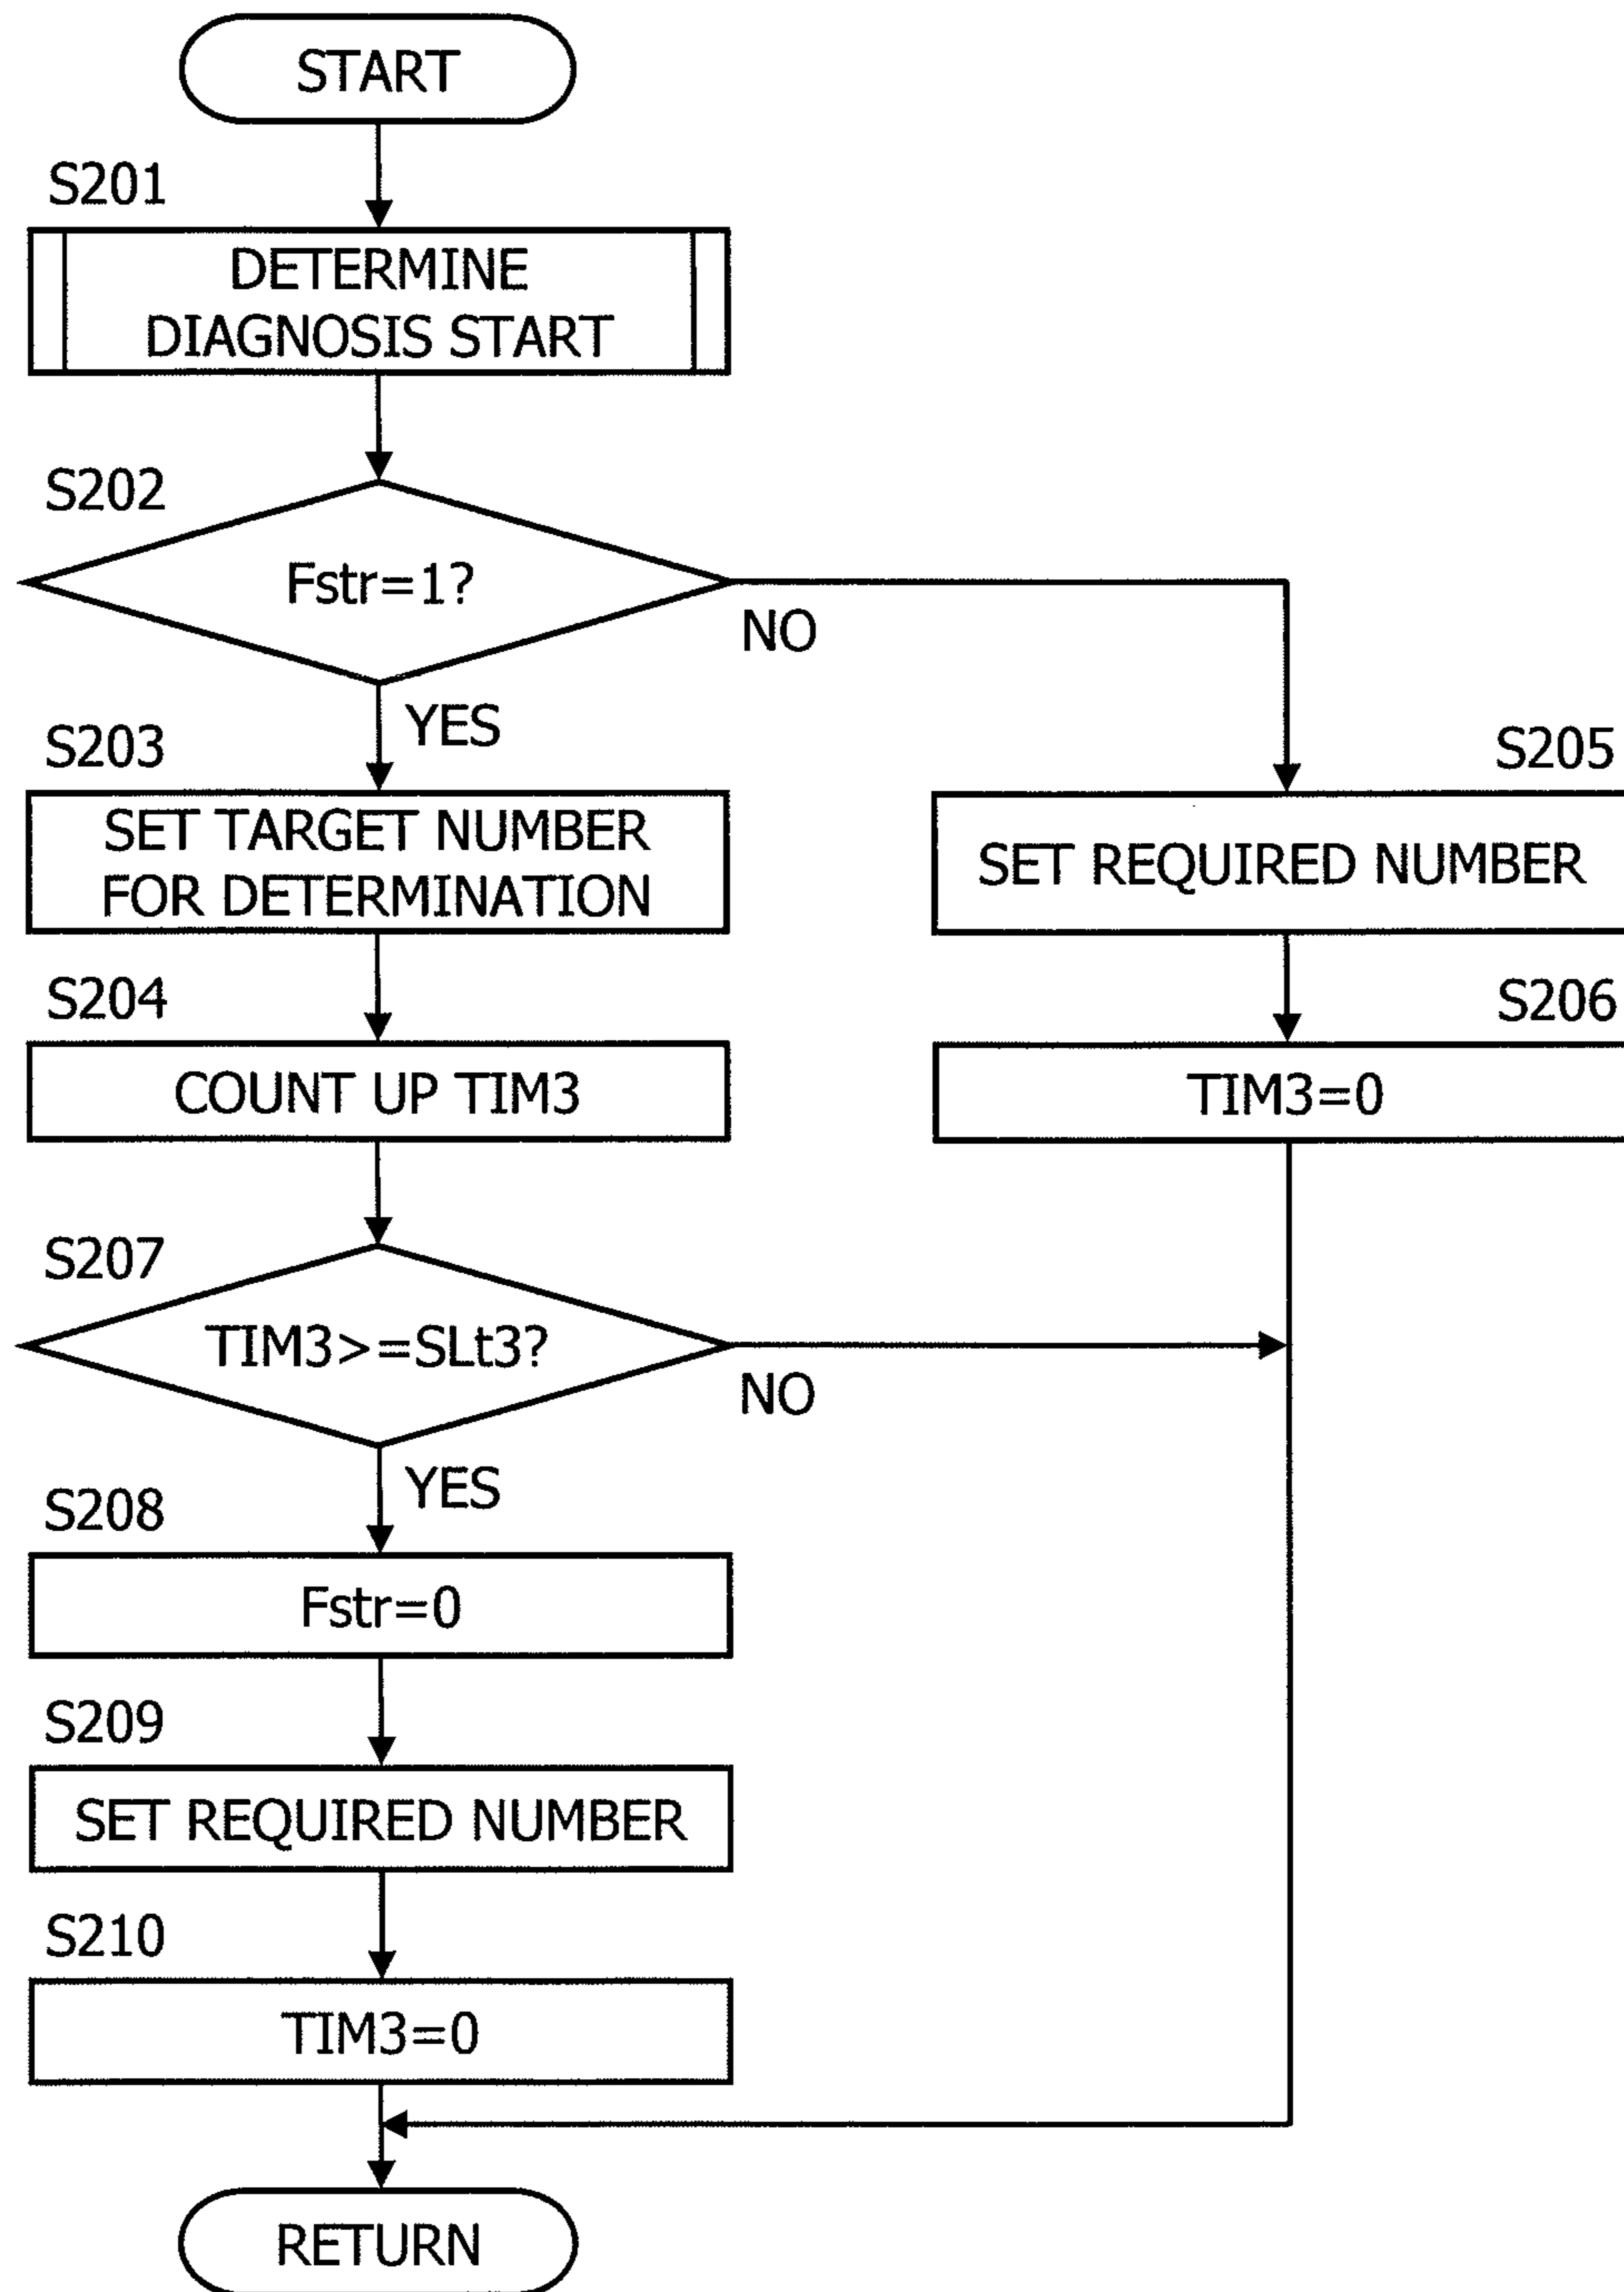 START
S201
DETERMINE
DIAGNOSIS START
S202
Fstr=1?
NO
YES
S203
SET TARGET NUMBER
FOR DETERMINATION
S205
SET REQUIRED NUMBER
S204
COUNT UP TIM3
S206
TIM3=0
S207
TIM3>=SLt3?
NO
YES
S208
Fstr=0
S209
SET REQUIRED NUMBER
S210
TIM3=0
RETURN